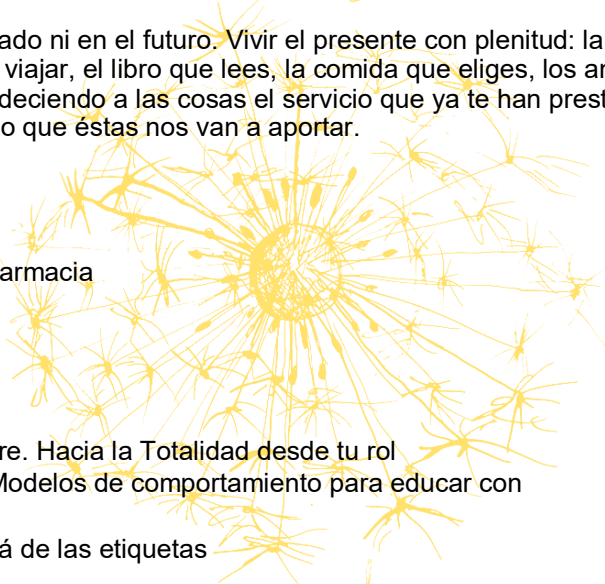 ado ni en el futuro. Vivir el presente con plenitud: la
viajar, el libro que lees, la comida que eliges, los
deciendo a las cosas el servicio que ya te han
o que éstas nos van a aportar.
armacia
re. Hacia la Totalidad desde tu rol
Modelos de comportamiento para educar con
á de las etiquetas